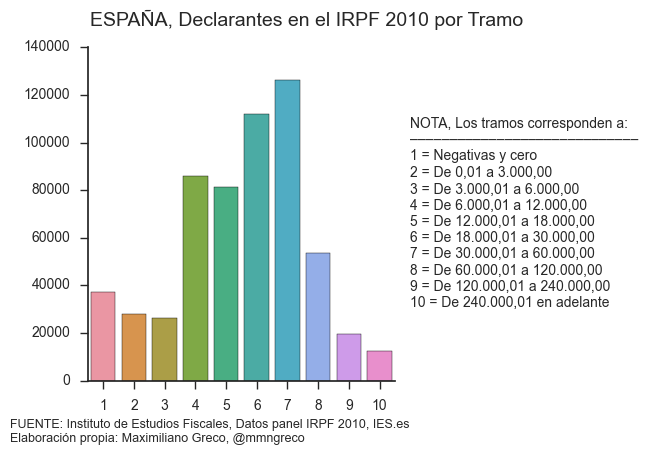 ESPAÑA, Declarantes en el IRPF 2010 por Tramo
140000
120000
100000
80000
60000
40000
20000
0
1 2 3 4 5 6 7 8 9 10
NOTA, Los tramos corresponden a:
1 = Negativas y cero
2 = De 0,01 a 3.000,00
3 = De 3.000,01 a 6.000,00
4 = De 6.000,01 a 12.000,00
5 = De 12.000,01 a 18.000,00
6 = De 18.000,01 a 30.000,00
7 = De 30.000,01 a 60.000,00
8 = De 60.000,01 a 120.000,00
9 = De 120.000,01 a 240.000,00
10 = De 240.000,01 en adelante
FUENTE: Instituto de Estudios Fiscales, Datos panel IRPF 2010, IES.es
Elaboración propia: Maximiliano Greco, @mmngreco